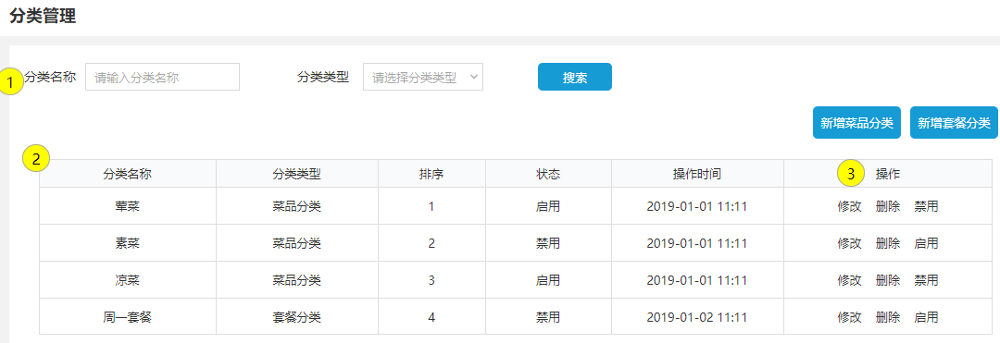 分类管理
1 分类名称 请输入分类名称 分类类型 请选择分类类型 搜索
新增菜品分类 新增套餐分类
2
分类名称 分类类型 排序 状态 操作时间 3 操作
荤菜 菜品分类 1 启用 2019-01-01 11:11 修改 删除 禁用
素菜 菜品分类 2 禁用 2019-01-01 11:11 修改 删除 启用
凉菜 菜品分类 3 启用 2019-01-01 11:11 修改 删除 禁用
周一套餐 套餐分类 4 禁用 2019-01-02 11:11 修改 删除 启用